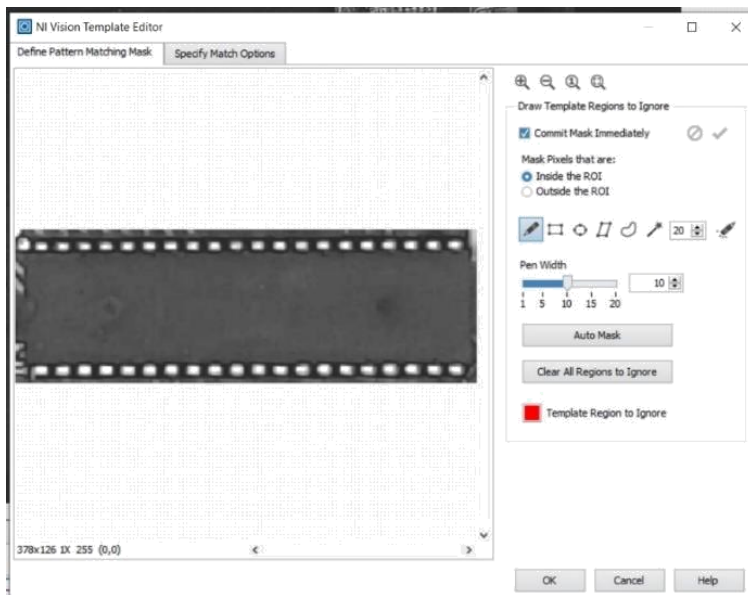 NI Vision Template Editor
Define Pattern Matching Mask
Specify Match Options
Draw Template Regions to Ignore
Commit Mask Immediately
Mask Pixels that are:
Inside the ROI
Outside the ROI
20
Pen Width
10
1 5 10 15 20
Auto Mask
Clear All Regions to Ignore
Template Region to Ignore
378x126 1X 255 (0,0)
OK Cancel Help